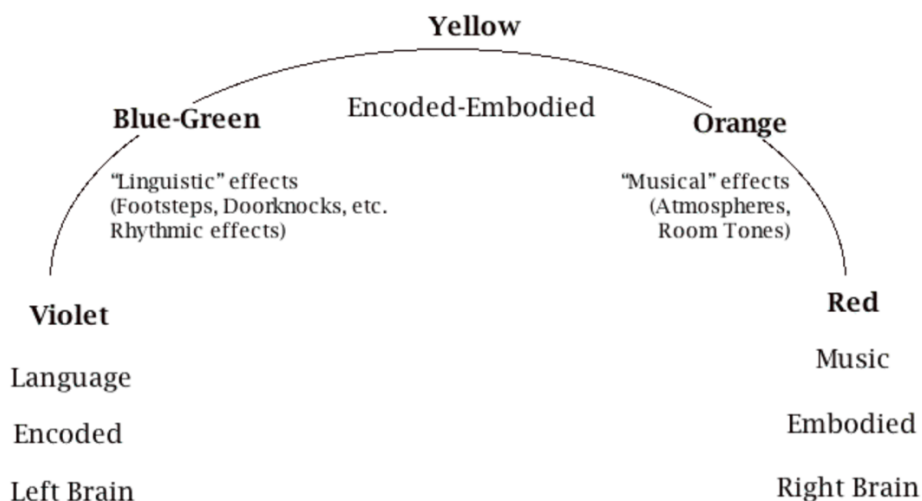 Yellow
Encoded-Embodied
Blue-Green
Orange
“Linguistic” effects
(Footsteps, Doorknocks, etc.
Rhythmic effects)
“Musical” effects
(Atmospheres,
Room Tones)
Violet
Language
Encoded
Left Brain
Red
Music
Embodied
Right Brain